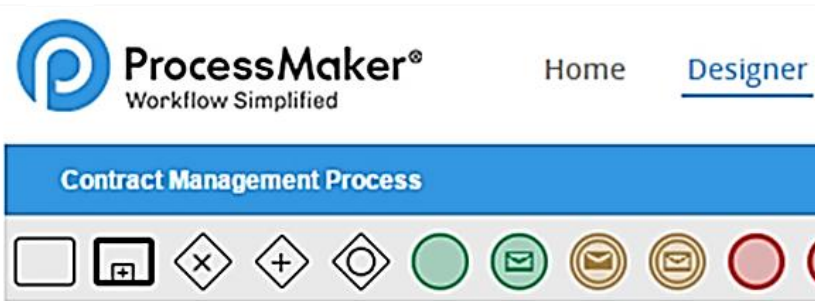 ProcessMaker®
Workflow Simplified
Home
Designer
Contract Management Process